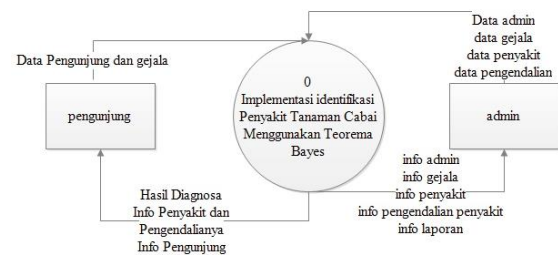 Data Pengunjung dan gejala
pengunjung
Hasil Diagnosa
Info Penyakit dan
Pengendalianya
Info Pengunjung
0
Implementasi identifikasi
Penyakit Tanaman Cabai
Menggunakan Teorema
Bayes
Data admin
data gejala
data penyakit
data pengendalian
admin
info admin
info gejala
info penyakit
info pengendalian penyakit
info laporan